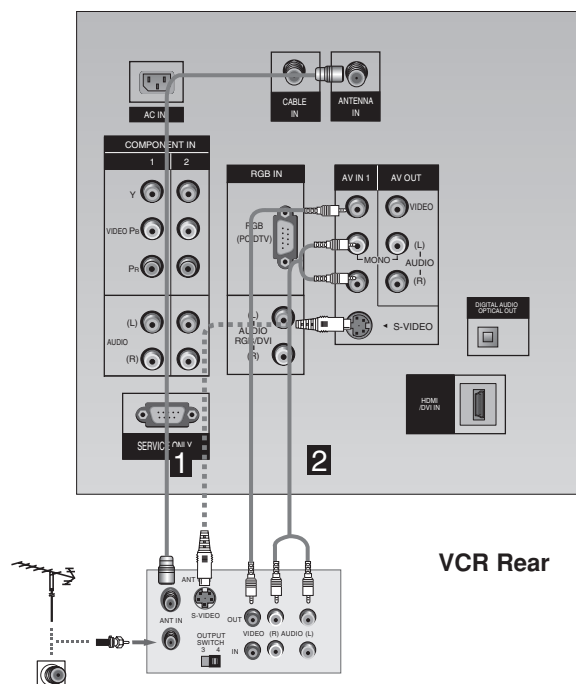 AC IN
CABLE
IN
ANTENNA
IN
COMPONENT IN
1 2
Y
VIDEO PB
PR
(L)
AUDIO
(R)
RGB IN
RGB
(PC/DTV)
(L)
AUDIO
RGB/DVI
(R)
AV IN 1 AV OUT
VIDEO
(L)
MONO
AUDIO
(R)
S-VIDEO
DIGITAL AUDIO
OPTICAL OUT
HDMI
/DVI IN
SERVICE ONLY
1
2
VCR Rear
ANT
ANT IN
S-VIDEO
OUT
VIDEO (R) AUDIO (L)
OUTPUT
SWITCH
3 4
IN